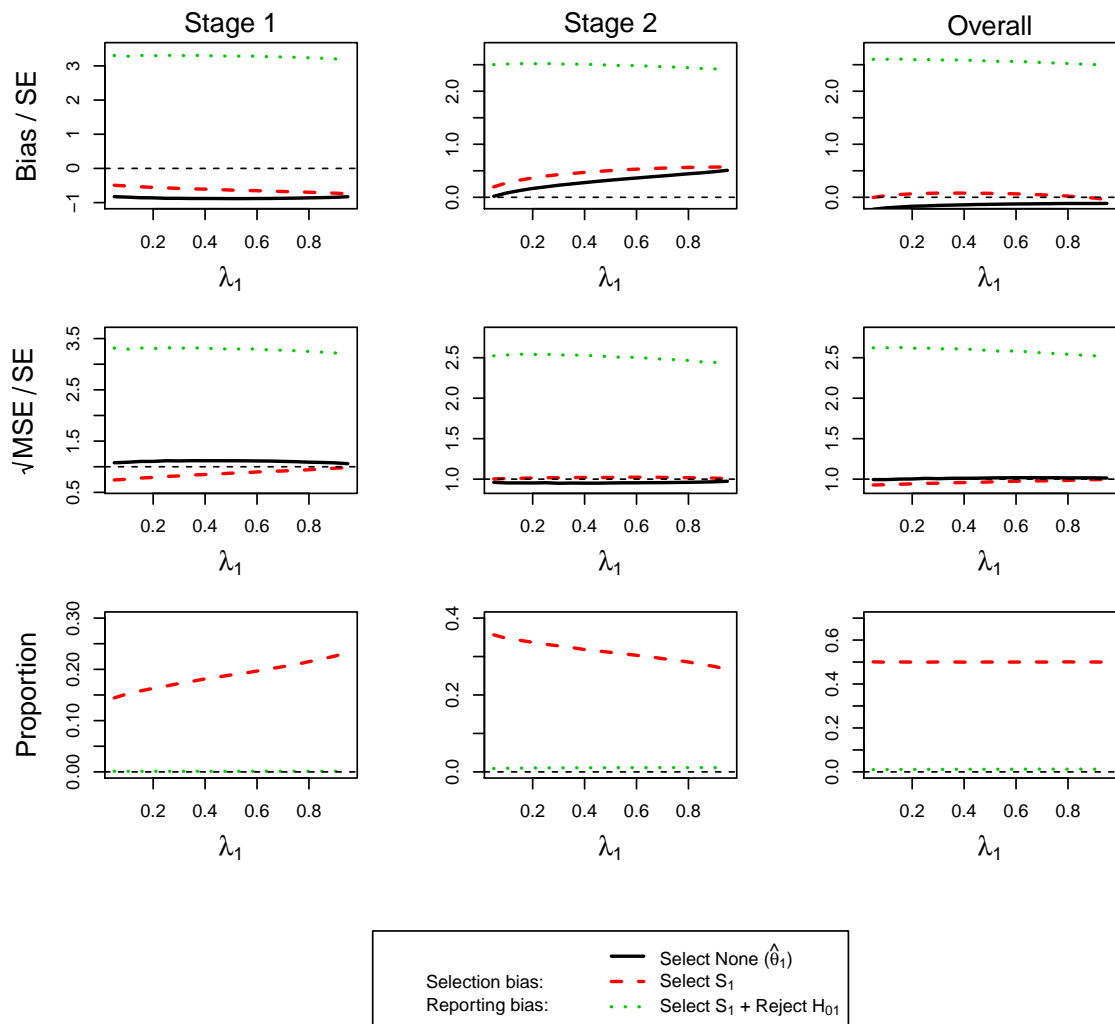 Stage 1 Stage 2 Overall
Bias / SE
−1 0 1 2 3
0.0 1.0 2.0
0.0 1.0 2.0
0.2 0.4 0.6 0.8
0.2 0.4 0.6 0.8
0.2 0.4 0.6 0.8
λ1 λ1 λ1
√MSE / SE
0.5 1.5 2.5 3.5
1.0 1.5 2.0 2.5
1.0 1.5 2.0 2.5
0.2 0.4 0.6 0.8
0.2 0.4 0.6 0.8
0.2 0.4 0.6 0.8
λ1 λ1 λ1
Proportion
0.00 0.10 0.20 0.30
0.0 0.2 0.4
0.0 0.2 0.4 0.6
0.2 0.4 0.6 0.8
0.2 0.4 0.6 0.8
0.2 0.4 0.6 0.8
λ1 λ1 λ1
Select None (θ̂1)
Selection bias: Select S1
Reporting bias: Select S1 + Reject H01